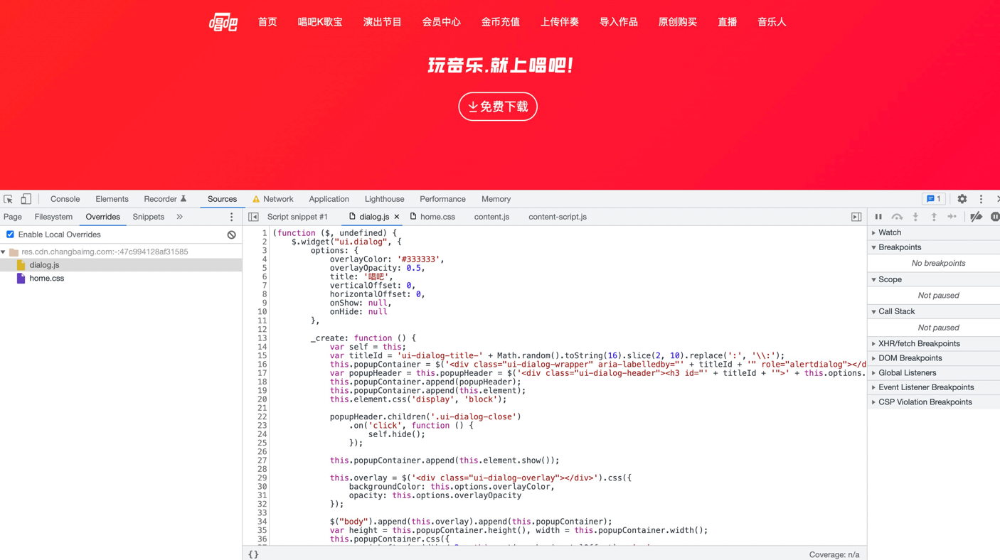 唱吧 首页 唱吧K歌宝 演出节目 会员中心 金币充值 上传伴奏 导入作品 原创购买 直播 音乐人
玩音乐,就上唱吧!
免费下载
Console Elements Recorder Sources Network Application Lighthouse Performance Memory 1
Page Filesystem Overrides Snippets
Enable Local Overrides
res.cdn.changbaimg.com:-:47c994128af31585
dialog.js
home.css
Script snippet #1 dialog.js home.css content.js content-script.js
1 (function ($, undefined) {
2     $.widget("ui.dialog", {
3         options: {
4             overlayColor: '#333333',
5             overlayOpacity: 0.5,
6             title: '唱吧',
7             verticalOffset: 0,
8             horizontalOffset: 0,
9             onShow: null,
10             onHide: null
11         },
12
13         _create: function () {
14             var self = this;
15             var titleId = 'ui-dialog-title-' + Math.random().toString(16).slice(2, 10).replace(':', '\\:');
16             this.popupContainer = $('<div class="ui-dialog-wrapper" aria-labelledby="' + titleId + '" role="alertdialog"></d
17             var popupHeader = this.popupHeader = $('<div class="ui-dialog-header"><h3 id="' + titleId + '">' + this.options.
18             this.popupContainer.append(popupHeader);
19             this.popupContainer.append(this.element);
20             this.element.css('display', 'block');
21
22             popupHeader.children('.ui-dialog-close')
23                 .on('click', function () {
24                     self.hide();
25                 });
26
27             this.popupContainer.append(this.element.show());
28
29             this.overlay = $('<div class="ui-dialog-overlay"></div>').css({
30                 backgroundColor: this.options.overlayColor,
31                 opacity: this.options.overlayOpacity
32             });
33
34             $("body").append(this.overlay).append(this.popupContainer);
35             var height = this.popupContainer.height(), width = this.popupContainer.width();
36             this.popupContainer.css({
{} Coverage: n/a
Watch
Breakpoints
No breakpoints
Scope
Not paused
Call Stack
Not paused
XHR/fetch Breakpoints
DOM Breakpoints
Global Listeners
Event Listener Breakpoints
CSP Violation Breakpoints